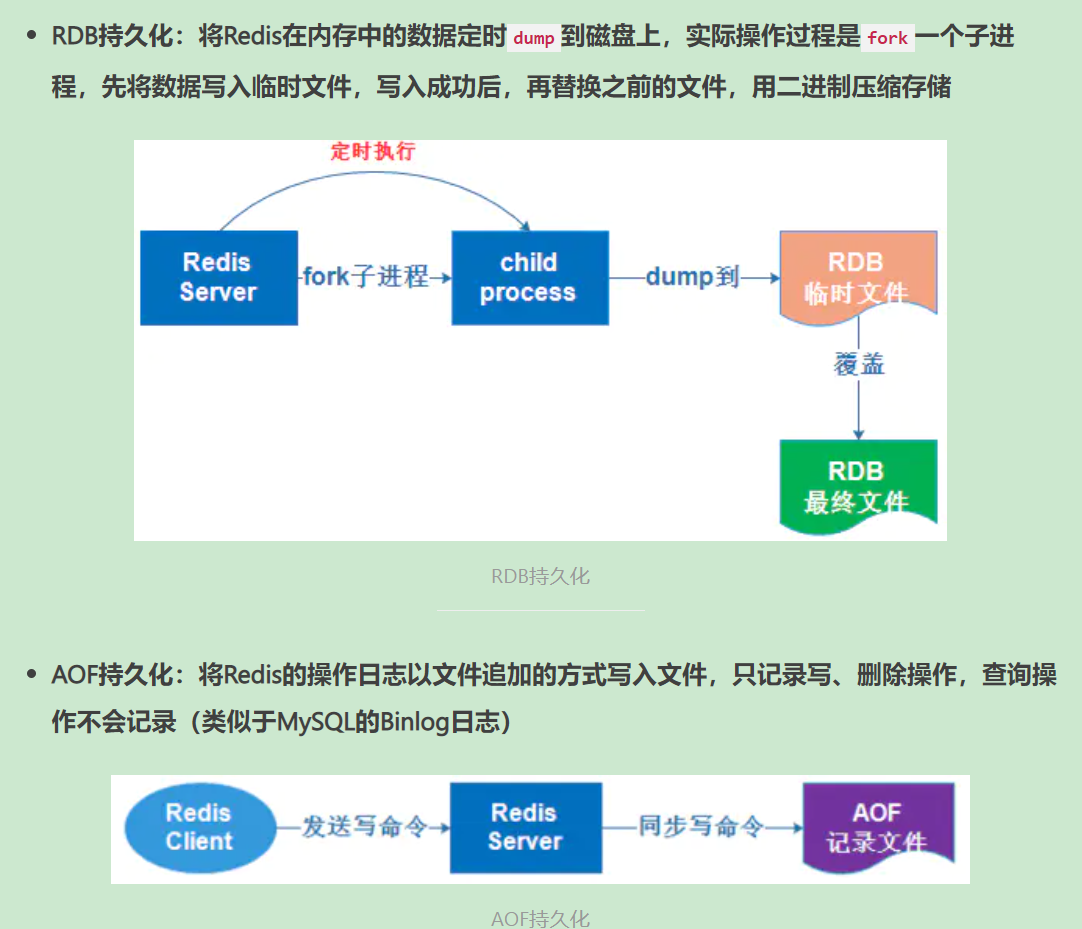 RDB持久化：将Redis在内存中的数据定时dump到磁盘上，实际操作过程是fork一个子进
程，先将数据写入临时文件，写入成功后，再替换之前的文件，用二进制压缩存储
定时执行
Redis
Server
fork子进程
child
process
dump到
RDB
临时文件
覆盖
RDB
最终文件
RDB持久化
AOF持久化：将Redis的操作日志以文件追加的方式写入文件，只记录写、删除操作，查询操
作不会记录（类似于MySQL的Binlog日志）
Redis
Client
发送写命令
Redis
Server
同步写命令
AOF
记录文件
AOF持久化